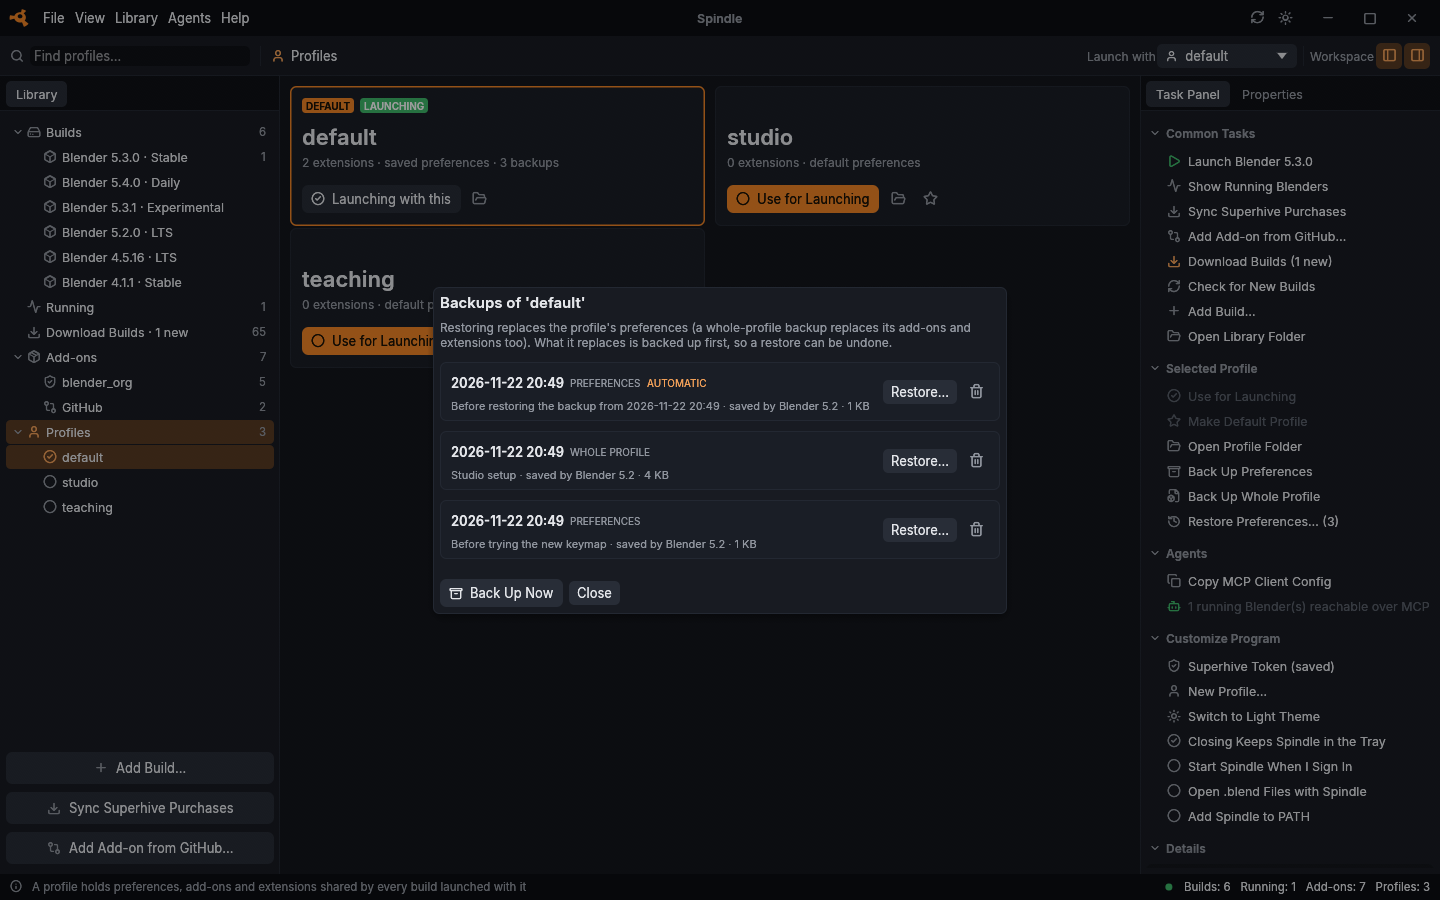 File View Library Agents Help
Spindle
Find profiles...
Profiles
Launch with
default
Workspace
Library
Builds 6
Blender 5.3.0 · Stable 1
Blender 5.4.0 · Daily
Blender 5.3.1 · Experimental
Blender 5.2.0 · LTS
Blender 4.5.16 · LTS
Blender 4.1.1 · Stable
Running 1
Download Builds · 1 new 65
Add-ons 7
blender_org 5
GitHub 2
Profiles 3
default
studio
teaching
Add Build...
Sync Superhive Purchases
Add Add-on from GitHub...
DEFAULT LAUNCHING
default
2 extensions · saved preferences · 3 backups
Launching with this
studio
0 extensions · default preferences
Use for Launching
teaching
0 extensions · default p
Use for Launchin
Backups of 'default'
Restoring replaces the profile's preferences (a whole-profile backup replaces its add-ons and
extensions too). What it replaces is backed up first, so a restore can be undone.
2026-11-22 20:49 PREFERENCES AUTOMATIC
Before restoring the backup from 2026-11-22 20:49 · saved by Blender 5.2 · 1 KB
Restore...
2026-11-22 20:49 WHOLE PROFILE
Studio setup · saved by Blender 5.2 · 4 KB
Restore...
2026-11-22 20:49 PREFERENCES
Before trying the new keymap · saved by Blender 5.2 · 1 KB
Restore...
Back Up Now
Close
Task Panel
Properties
Common Tasks
Launch Blender 5.3.0
Show Running Blenders
Sync Superhive Purchases
Add Add-on from GitHub...
Download Builds (1 new)
Check for New Builds
Add Build...
Open Library Folder
Selected Profile
Use for Launching
Make Default Profile
Open Profile Folder
Back Up Preferences
Back Up Whole Profile
Restore Preferences... (3)
Agents
Copy MCP Client Config
1 running Blender(s) reachable over MCP
Customize Program
Superhive Token (saved)
New Profile...
Switch to Light Theme
Closing Keeps Spindle in the Tray
Start Spindle When I Sign In
Open .blend Files with Spindle
Add Spindle to PATH
Details
A profile holds preferences, add-ons and extensions shared by every build launched with it
Builds: 6 Running: 1 Add-ons: 7 Profiles: 3